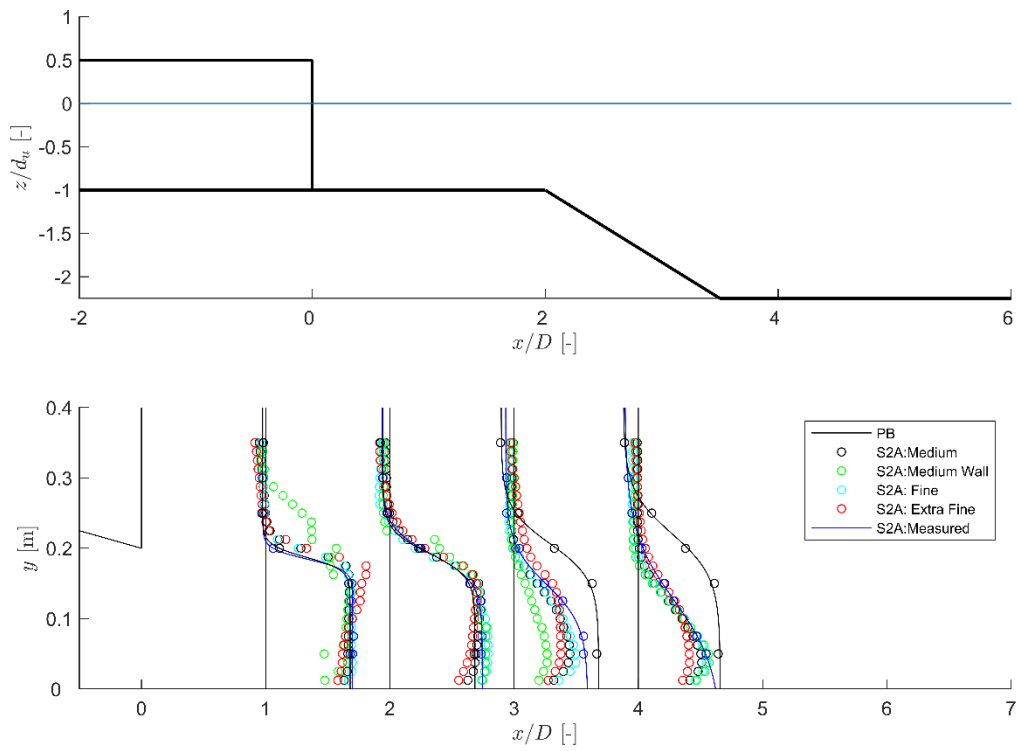 1
0.5
0
-0.5
-1
-1.5
-2
z/d_u [-]
-2 0 2 4 6
x/D [-]
0.4
0.3
0.2
0.1
0
y [m]
0 1 2 3 4 5 6 7
x/D [-]
PB
S2A:Medium
S2A:Medium Wall
S2A: Fine
S2A: Extra Fine
S2A:Measured